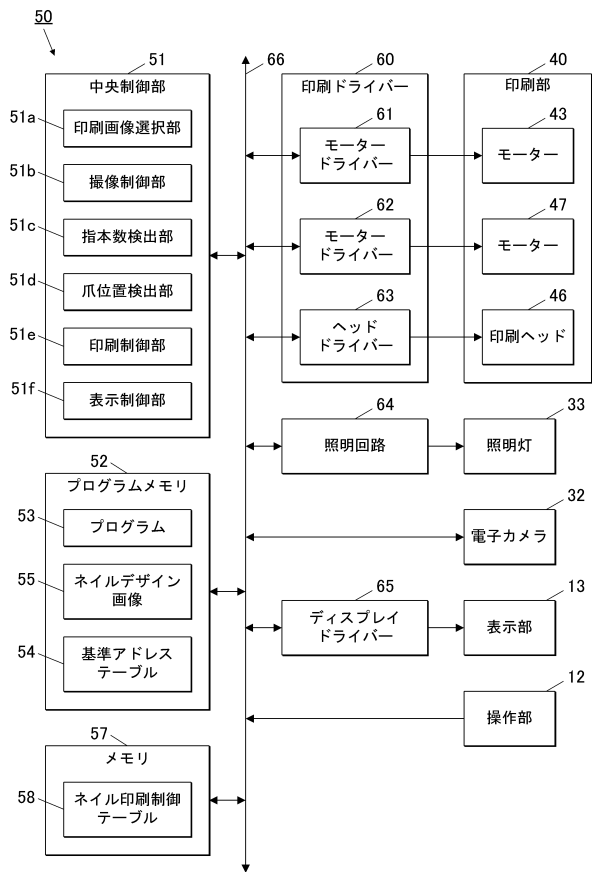 50
51
中央制御部
51a
印刷画像選択部
51b
撮像制御部
51c
指本数検出部
51d
爪位置検出部
51e
印刷制御部
51f
表示制御部
52
プログラムメモリ
53
プログラム
55
ネイルデザイン
画像
54
基準アドレス
テーブル
57
メモリ
58
ネイル印刷制御
テーブル
66
60
印刷ドライバー
61
モーター
ドライバー
62
モーター
ドライバー
63
ヘッド
ドライバー
40
印刷部
43
モーター
47
モーター
46
印刷ヘッド
64
照明回路
33
照明灯
32
電子カメラ
65
ディスプレイ
ドライバー
13
表示部
12
操作部